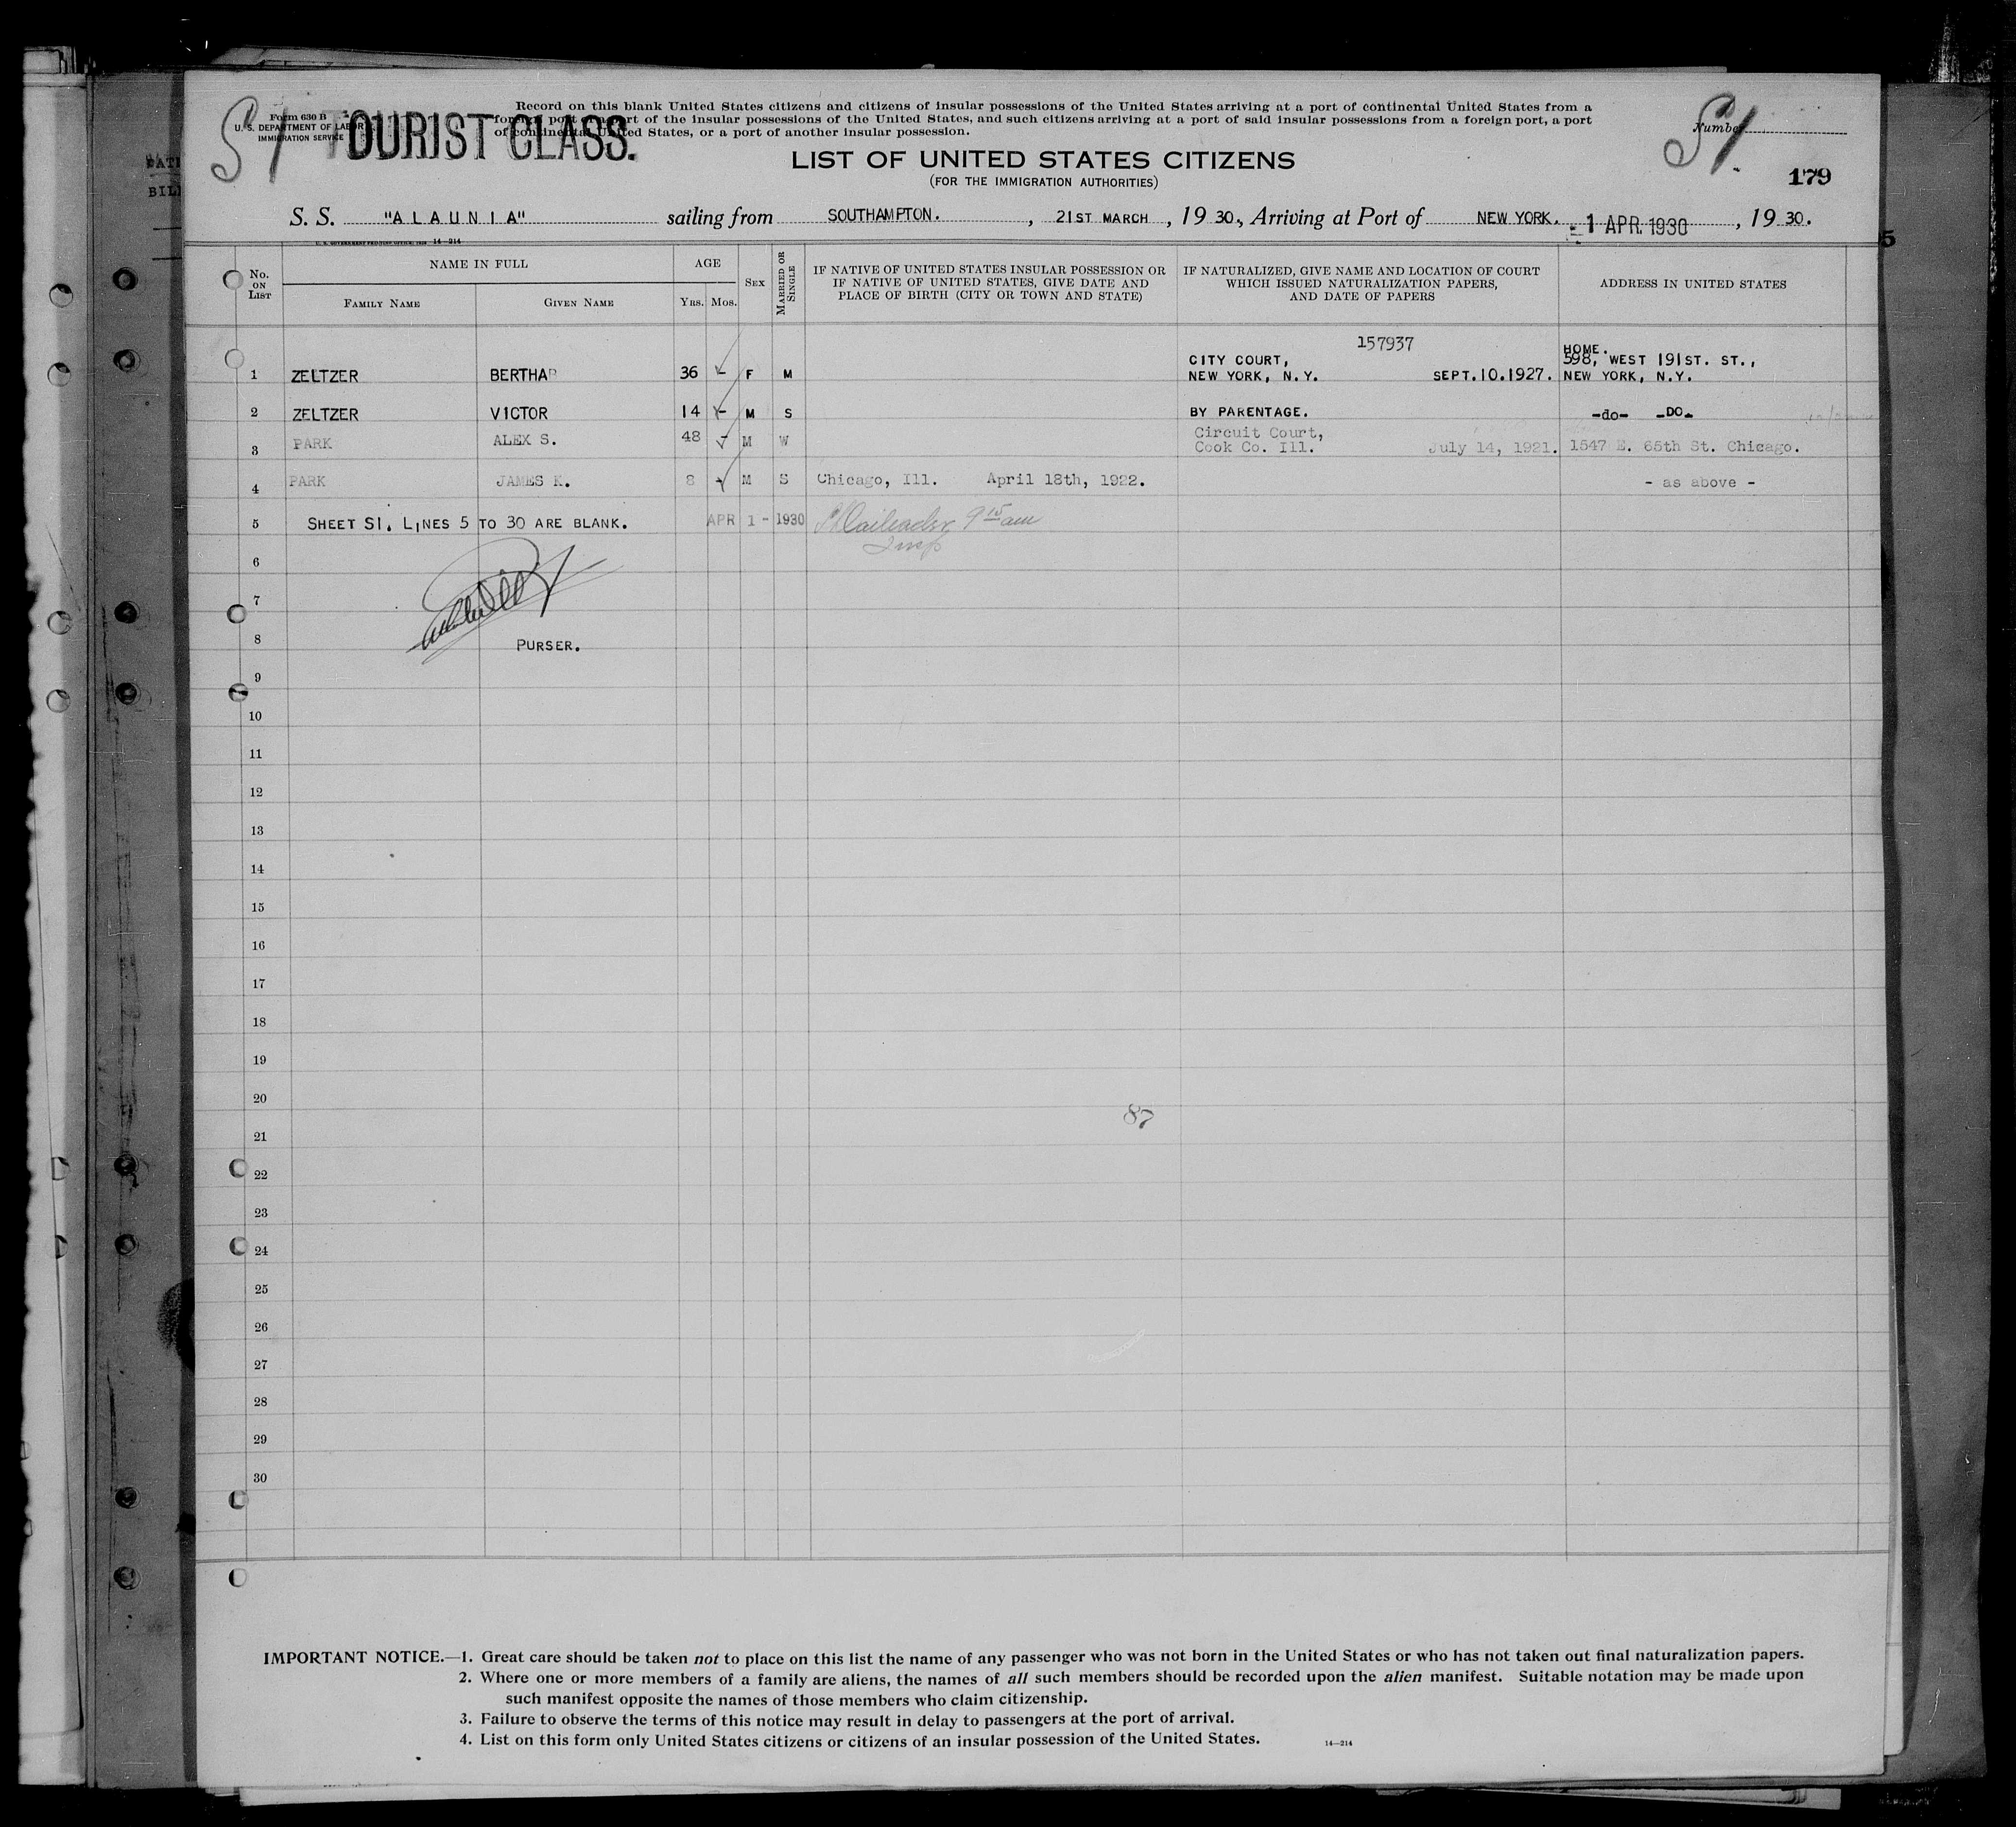 S1
Form 630 B
U. S. DEPARTMENT OF LABOR
IMMIGRATION SERVICE
TOURIST CLASS.
Record on this blank United States citizens and citizens of insular possessions of the United States arriving at a port of continental United States from a
foreign port or a port of the insular possessions of the United States, and such citizens arriving at a port of said insular possessions from a foreign port, a port
of continental United States, or a port of another insular possession.
Number
S1.
179
LIST OF UNITED STATES CITIZENS
(FOR THE IMMIGRATION AUTHORITIES)
S. S. "ALAUNIA" sailing from SOUTHAMPTON. , 21ST MARCH , 19 30., Arriving at Port of NEW YORK. - 1 APR. 1930 , 19 30.
U. S. GOVERNMENT PRINTING OFFICE: 14—214
5
No. ON LIST
NAME IN FULL
FAMILY NAME
GIVEN NAME
AGE
YRS. MOS.
SEX
MARRIED OR SINGLE
IF NATIVE OF UNITED STATES INSULAR POSSESSION OR
IF NATIVE OF UNITED STATES, GIVE DATE AND
PLACE OF BIRTH (CITY OR TOWN AND STATE)
IF NATURALIZED, GIVE NAME AND LOCATION OF COURT
WHICH ISSUED NATURALIZATION PAPERS,
AND DATE OF PAPERS
ADDRESS IN UNITED STATES
157937
CITY COURT, HOME. 598, WEST 191ST. ST.,
1 ZELTZER BERTHA 36 - F M NEW YORK, N.Y. SEPT.10.1927. NEW YORK, N.Y.
2 ZELTZER VICTOR 14 - M S BY PARENTAGE. -do- -DO-
3 PARK ALEX S. 48 - M W Circuit Court,
Cook Co. Ill. July 14, 1921. 1547 E. 65th St. Chicago.
4 PARK JAMES K. 8 - M S Chicago, Ill. April 18th, 1922. - as above -
5 SHEET S1. LINES 5 TO 30 ARE BLANK. APR 1 - 1930 9 15 am
Insp
6
7
8 PURSER.
9
10
11
12
13
14
15
16
17
18
19
20
87
21
22
23
24
25
26
27
28
29
30
IMPORTANT NOTICE.—1. Great care should be taken not to place on this list the name of any passenger who was not born in the United States or who has not taken out final naturalization papers.
2. Where one or more members of a family are aliens, the names of all such members should be recorded upon the alien manifest. Suitable notation may be made upon
such manifest opposite the names of those members who claim citizenship.
3. Failure to observe the terms of this notice may result in delay to passengers at the port of arrival.
4. List on this form only United States citizens or citizens of an insular possession of the United States.
14—214